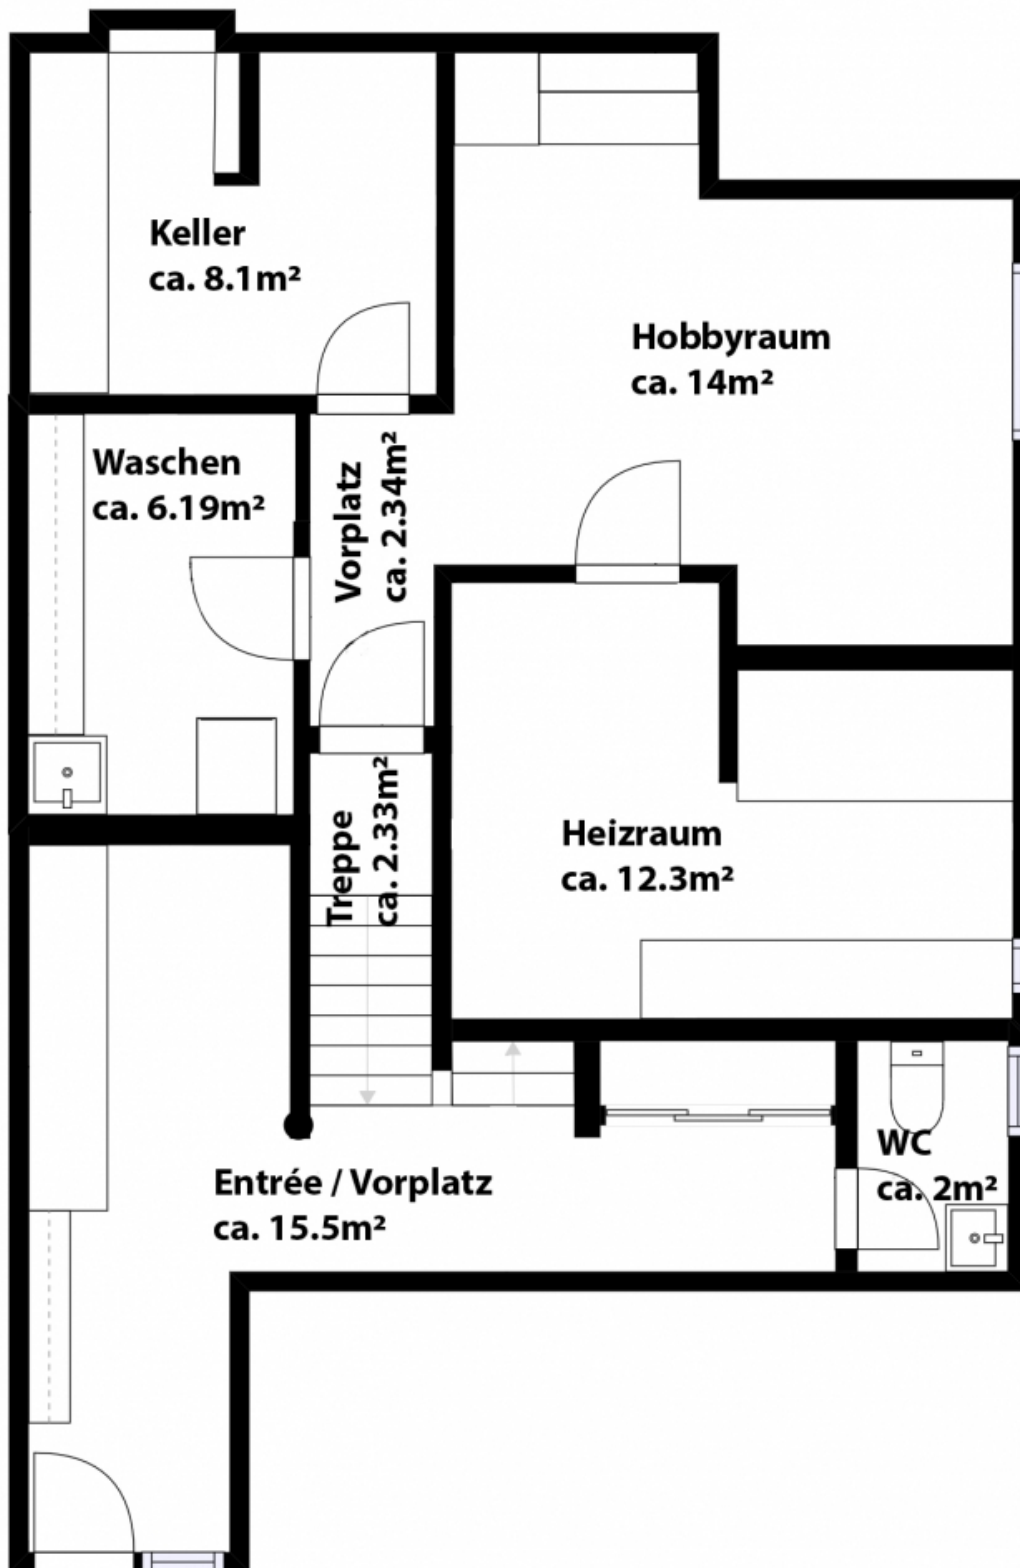 Keller
ca. 8.1m²
Hobbyraum
ca. 14m²
Waschen
ca. 6.19m²
Vorplatz
ca. 2.34m²
Treppe
ca. 2.33m²
Heizraum
ca. 12.3m²
WC
ca. 2m²
Entrée / Vorplatz
ca. 15.5m²